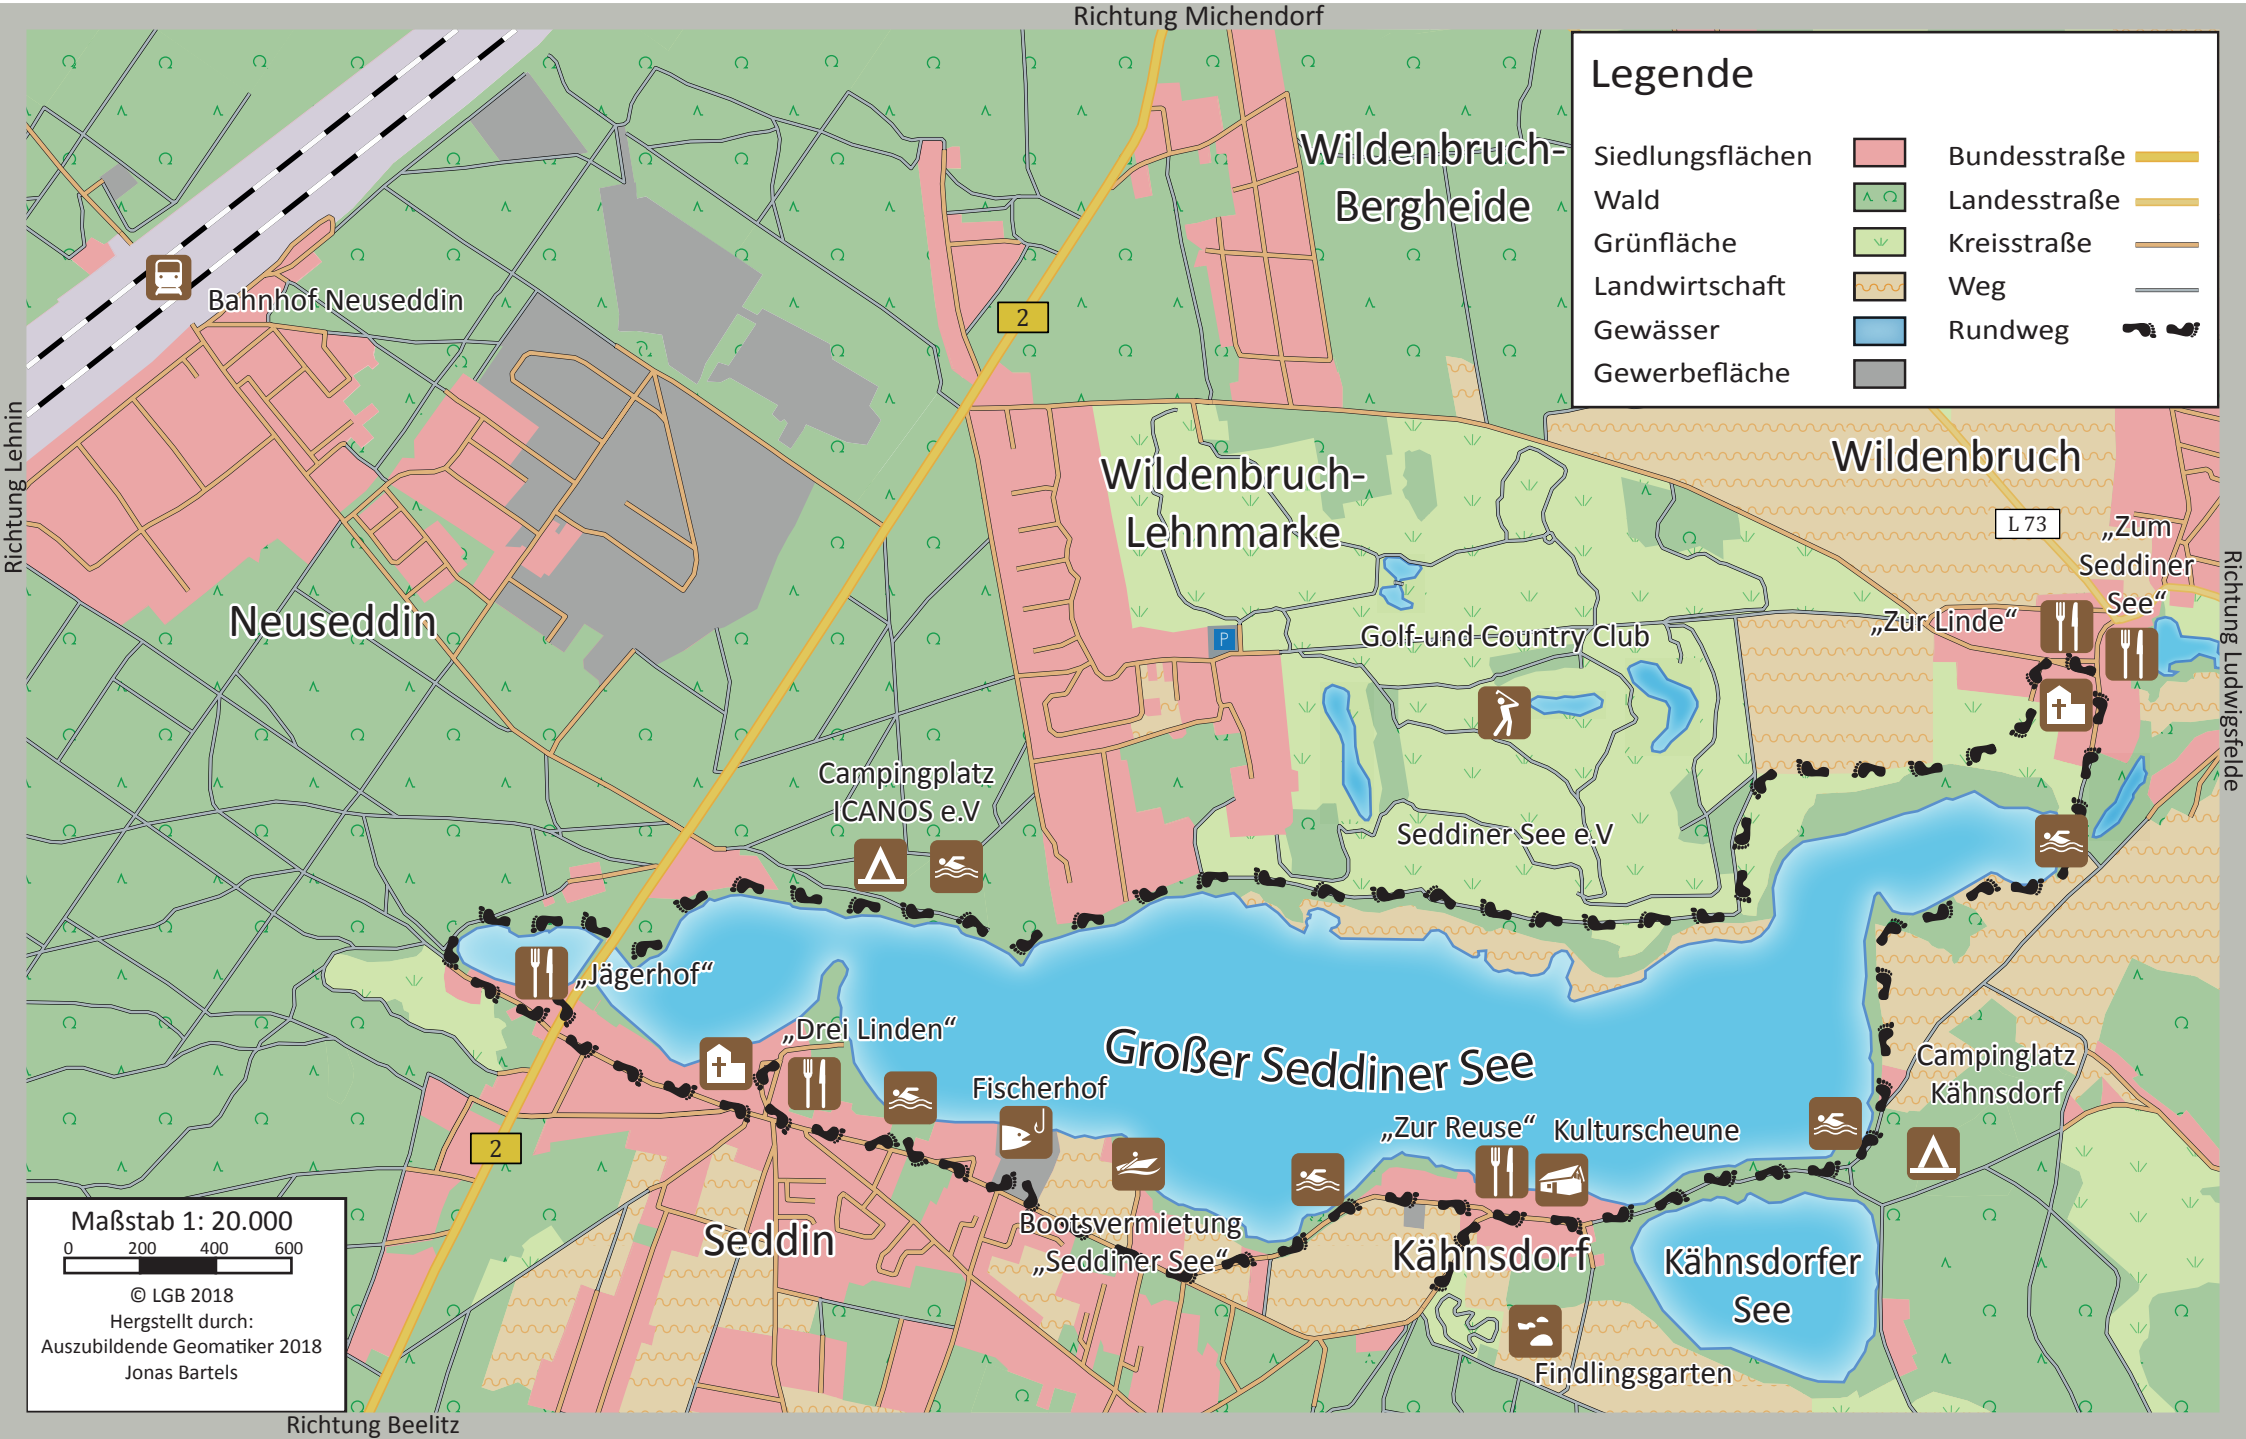 Richtung Michendorf
Legende
Siedlungsflächen
Wald
Grünfläche
Landwirtschaft
Gewässer
Gewerbefläche
Bundesstraße
Landesstraße
Kreisstraße
Weg
Rundweg
Wildenbruch-
Bergheide
Bahnhof Neuseddin
2
Richtung Lehnin
Wildenbruch-
Lehnmarke
Wildenbruch
L 73
„Zum
Seddiner
See“
„Zur Linde“
Richtung Ludwigsfelde
Neuseddin
P
Golf-und Country Club
Seddiner See e.V
Campingplatz
ICANOS e.V
„Jägerhof“
„Drei Linden“
Fischerhof
Großer Seddiner See
„Zur Reuse“
Kulturscheune
Campinglatz
Kähnsdorf
2
Seddin
Bootsvermietung
„Seddiner See“
Kähnsdorf
Kähnsdorfer
See
Findlingsgarten
Maßstab 1: 20.000
0 200 400 600
© LGB 2018
Hergstellt durch:
Auszubildende Geomatiker 2018
Jonas Bartels
Richtung Beelitz